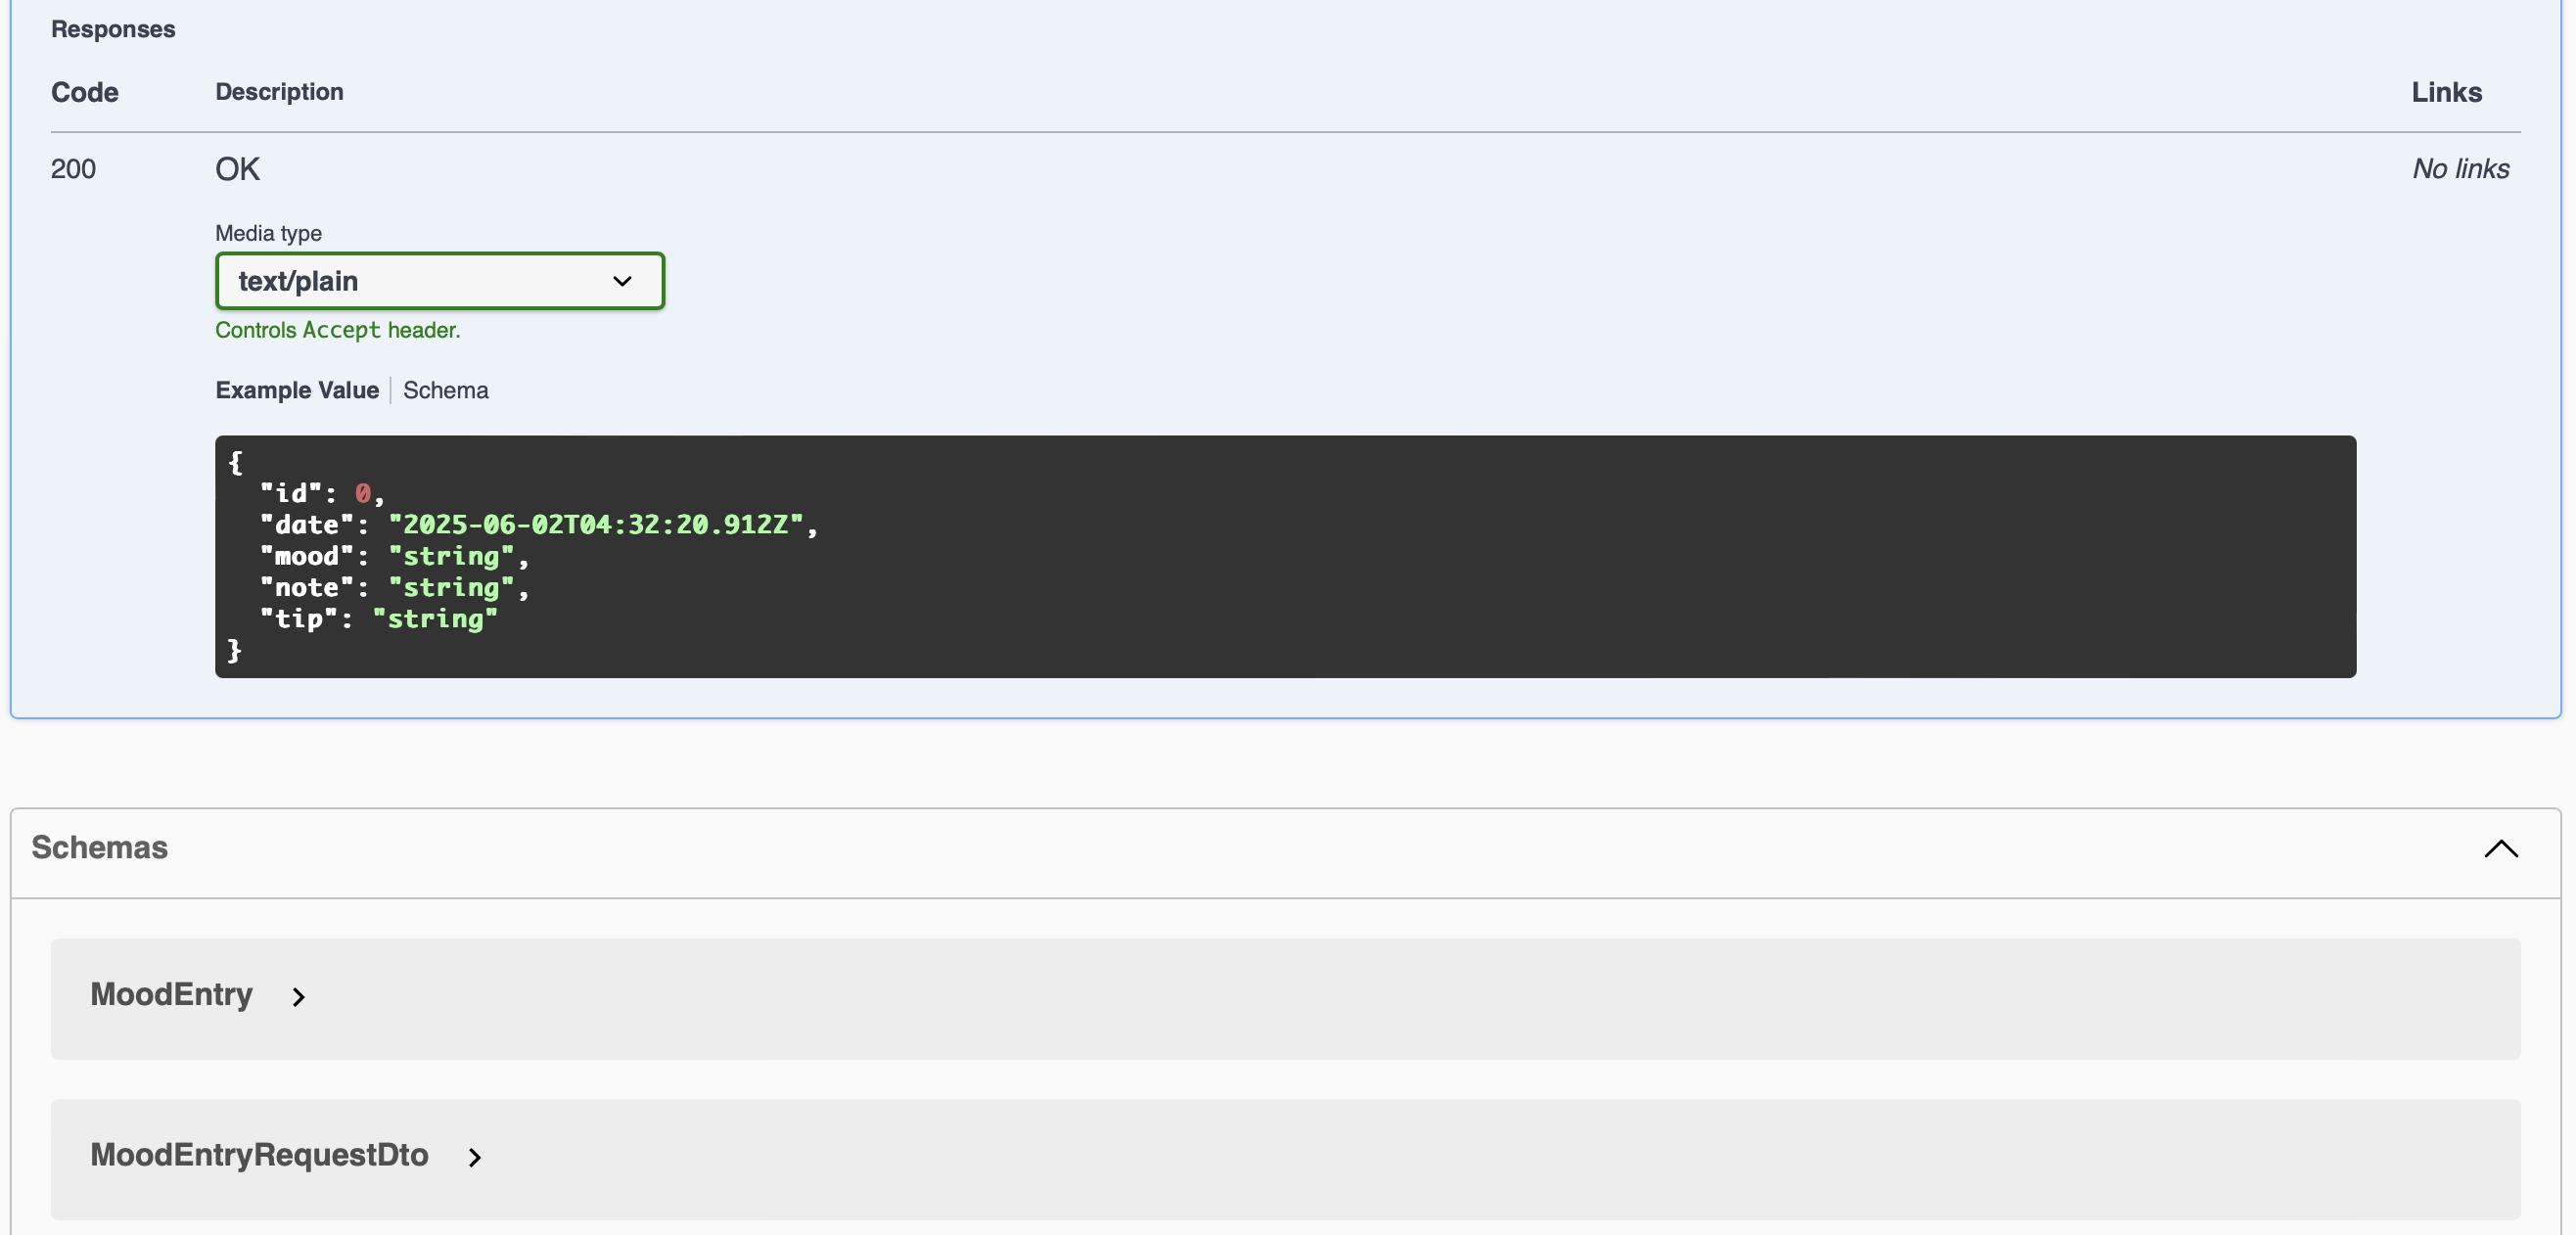 Responses
Code Description Links
200 OK No links
Media type
text/plain
Controls Accept header.
Example Value Schema
{
  "id": 0,
  "date": "2025-06-02T04:32:20.912Z",
  "mood": "string",
  "note": "string",
  "tip": "string"
}
Schemas
MoodEntry
MoodEntryRequestDto